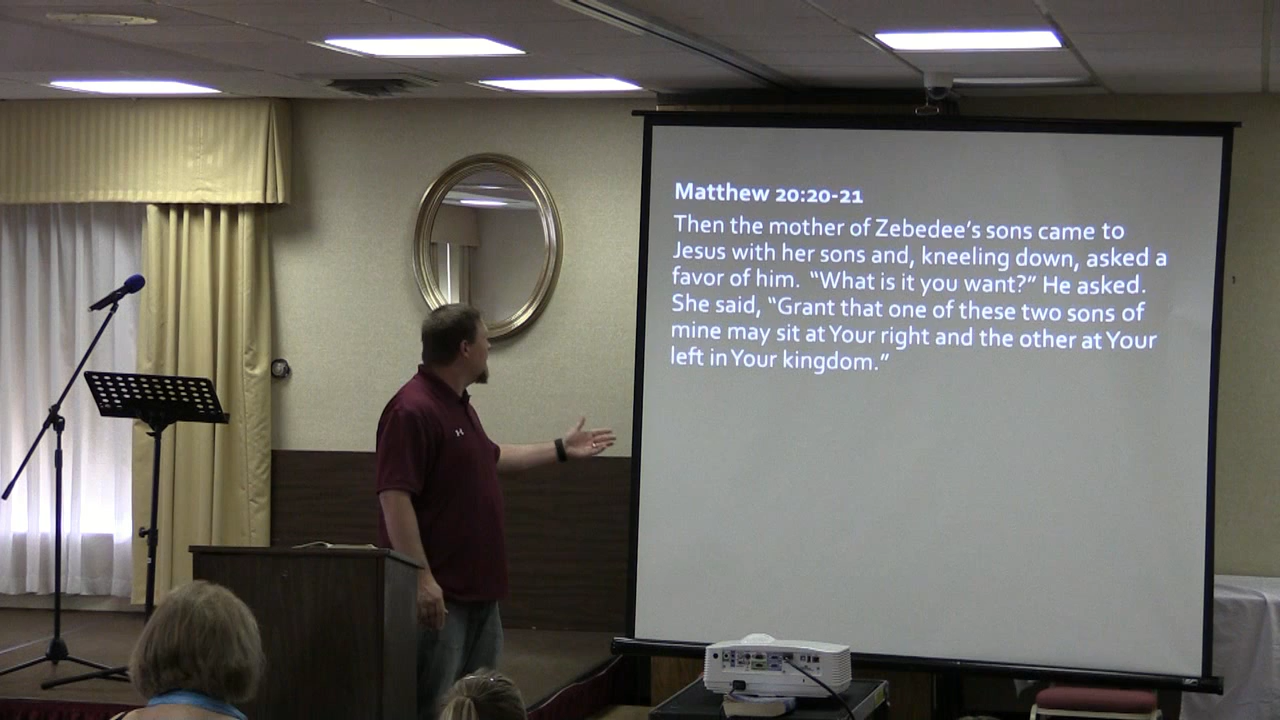 Matthew 20:20-21
Then the mother of Zebedee's sons came to
Jesus with her sons and, kneeling down, asked a
favor of him. “What is it you want?” He asked.
She said, “Grant that one of these two sons of
mine may sit at Your right and the other at Your
left in Your kingdom.”